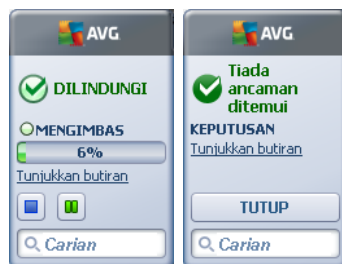 AVG
DILINDUNGI
MENGIMBAS
6%
Tunjukkan butiran
Carian
AVG
Tiada
ancaman
ditemui
KEPUTUSAN
Tunjukkan butiran
TUTUP
Carian